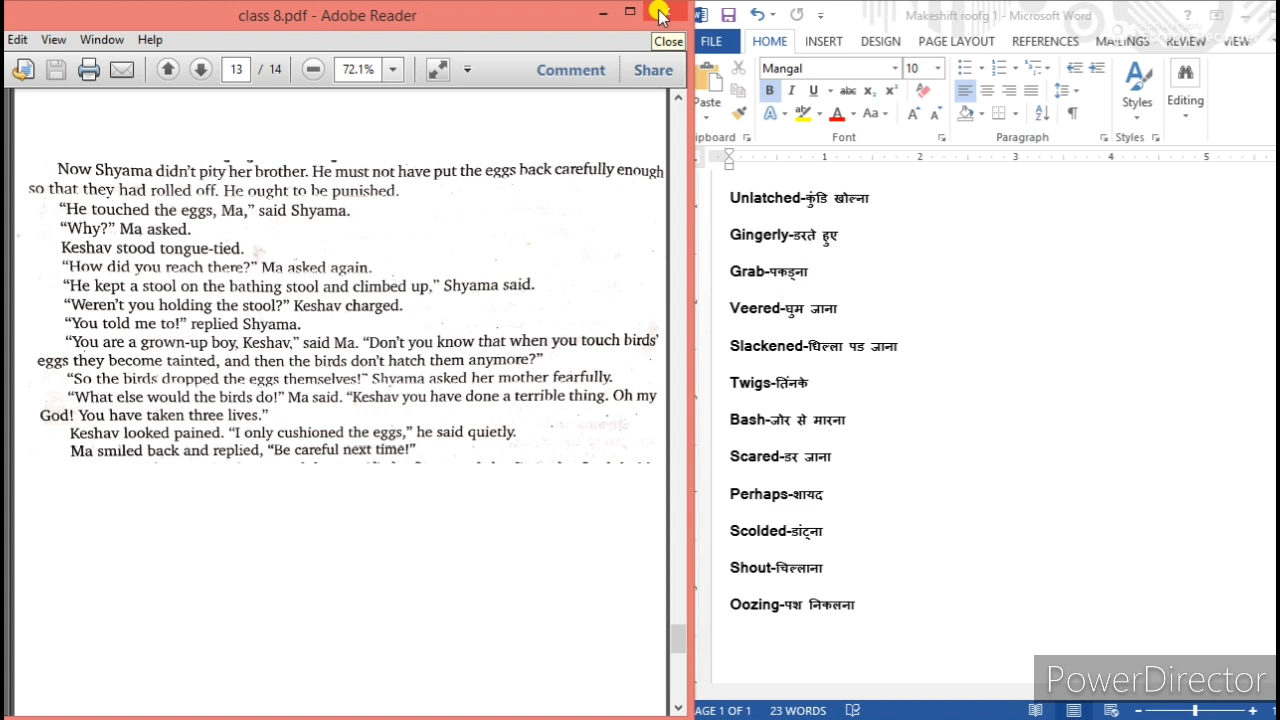 class 8.pdf - Adobe Reader
Edit View Window Help
Close
13 / 14 72.1% Comment Share
Now Shyama didn't pity her brother. He must not have put the eggs back carefully enough
so that they had rolled off. He ought to be punished.
"He touched the eggs, Ma," said Shyama.
"Why?" Ma asked.
Keshav stood tongue-tied.
"How did you reach there?" Ma asked again.
"He kept a stool on the bathing stool and climbed up," Shyama said.
"Weren't you holding the stool?" Keshav charged.
"You told me to!" replied Shyama.
"You are a grown-up boy, Keshav," said Ma. "Don't you know that when you touch birds'
eggs they become tainted, and then the birds don't hatch them anymore?"
"So the birds dropped the eggs themselves!" Shyama asked her mother fearfully.
"What else would the birds do!" Ma said. "Keshav you have done a terrible thing. Oh my
God! You have taken three lives."
Keshav looked pained. "I only cushioned the eggs," he said quietly.
Ma smiled back and replied, "Be careful next time!"
Makeshift roofg 1 - Microsoft Word
FILE HOME INSERT DESIGN PAGE LAYOUT REFERENCES MAILINGS REVIEW VIEW
Mangal 10
Paste Styles Editing
B I U abc x₂ x²
A Aa A A
lipboard Font Paragraph Styles
1 2 3 4 5
Unlatched-कुंडि खोल्ना
Gingerly-डरते हुए
Grab-पकड्ना
Veered-घुम जाना
Slackened-धिल्ला पड जाना
Twigs-तिंनके
Bash-जोर से मारना
Scared-डर जाना
Perhaps-शायद
Scolded-डांट्ना
Shout-चिल्लाना
Oozing-पश निकलना
PowerDirector
AGE 1 OF 1 23 WORDS